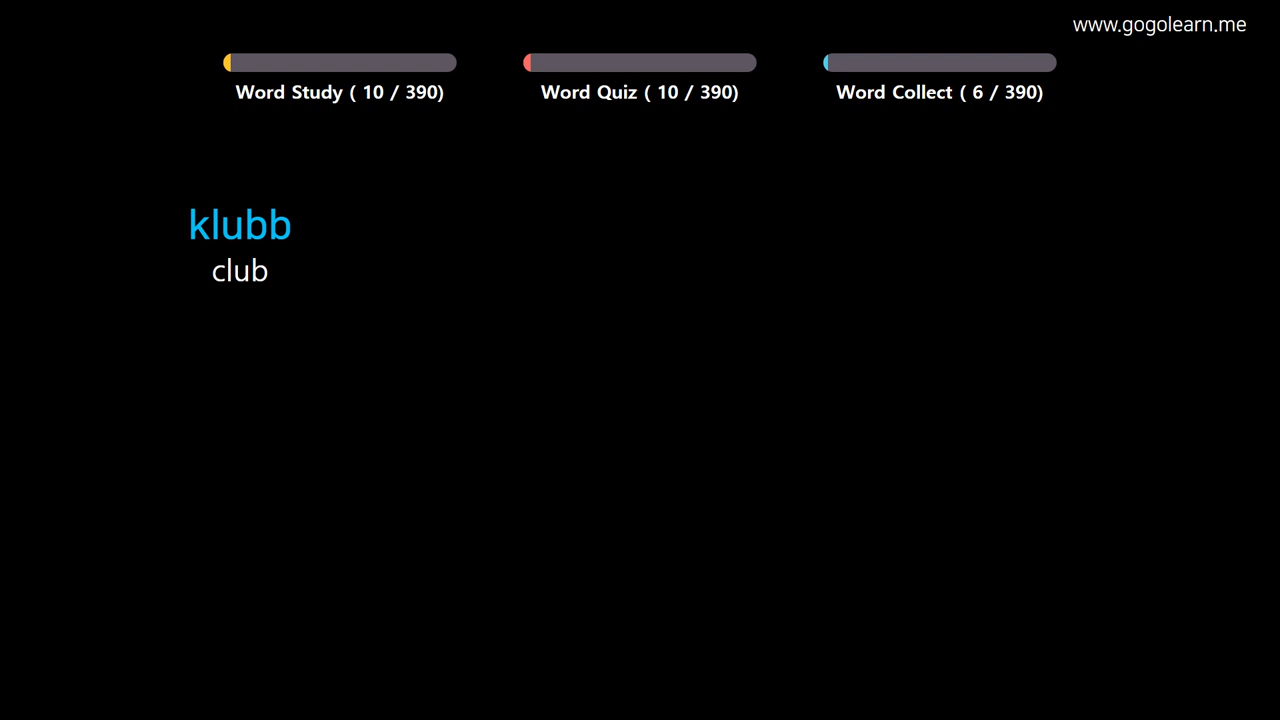 www.gogolearn.me
Word Study ( 10 / 390)
Word Quiz ( 10 / 390)
Word Collect ( 6 / 390)
klubb
club